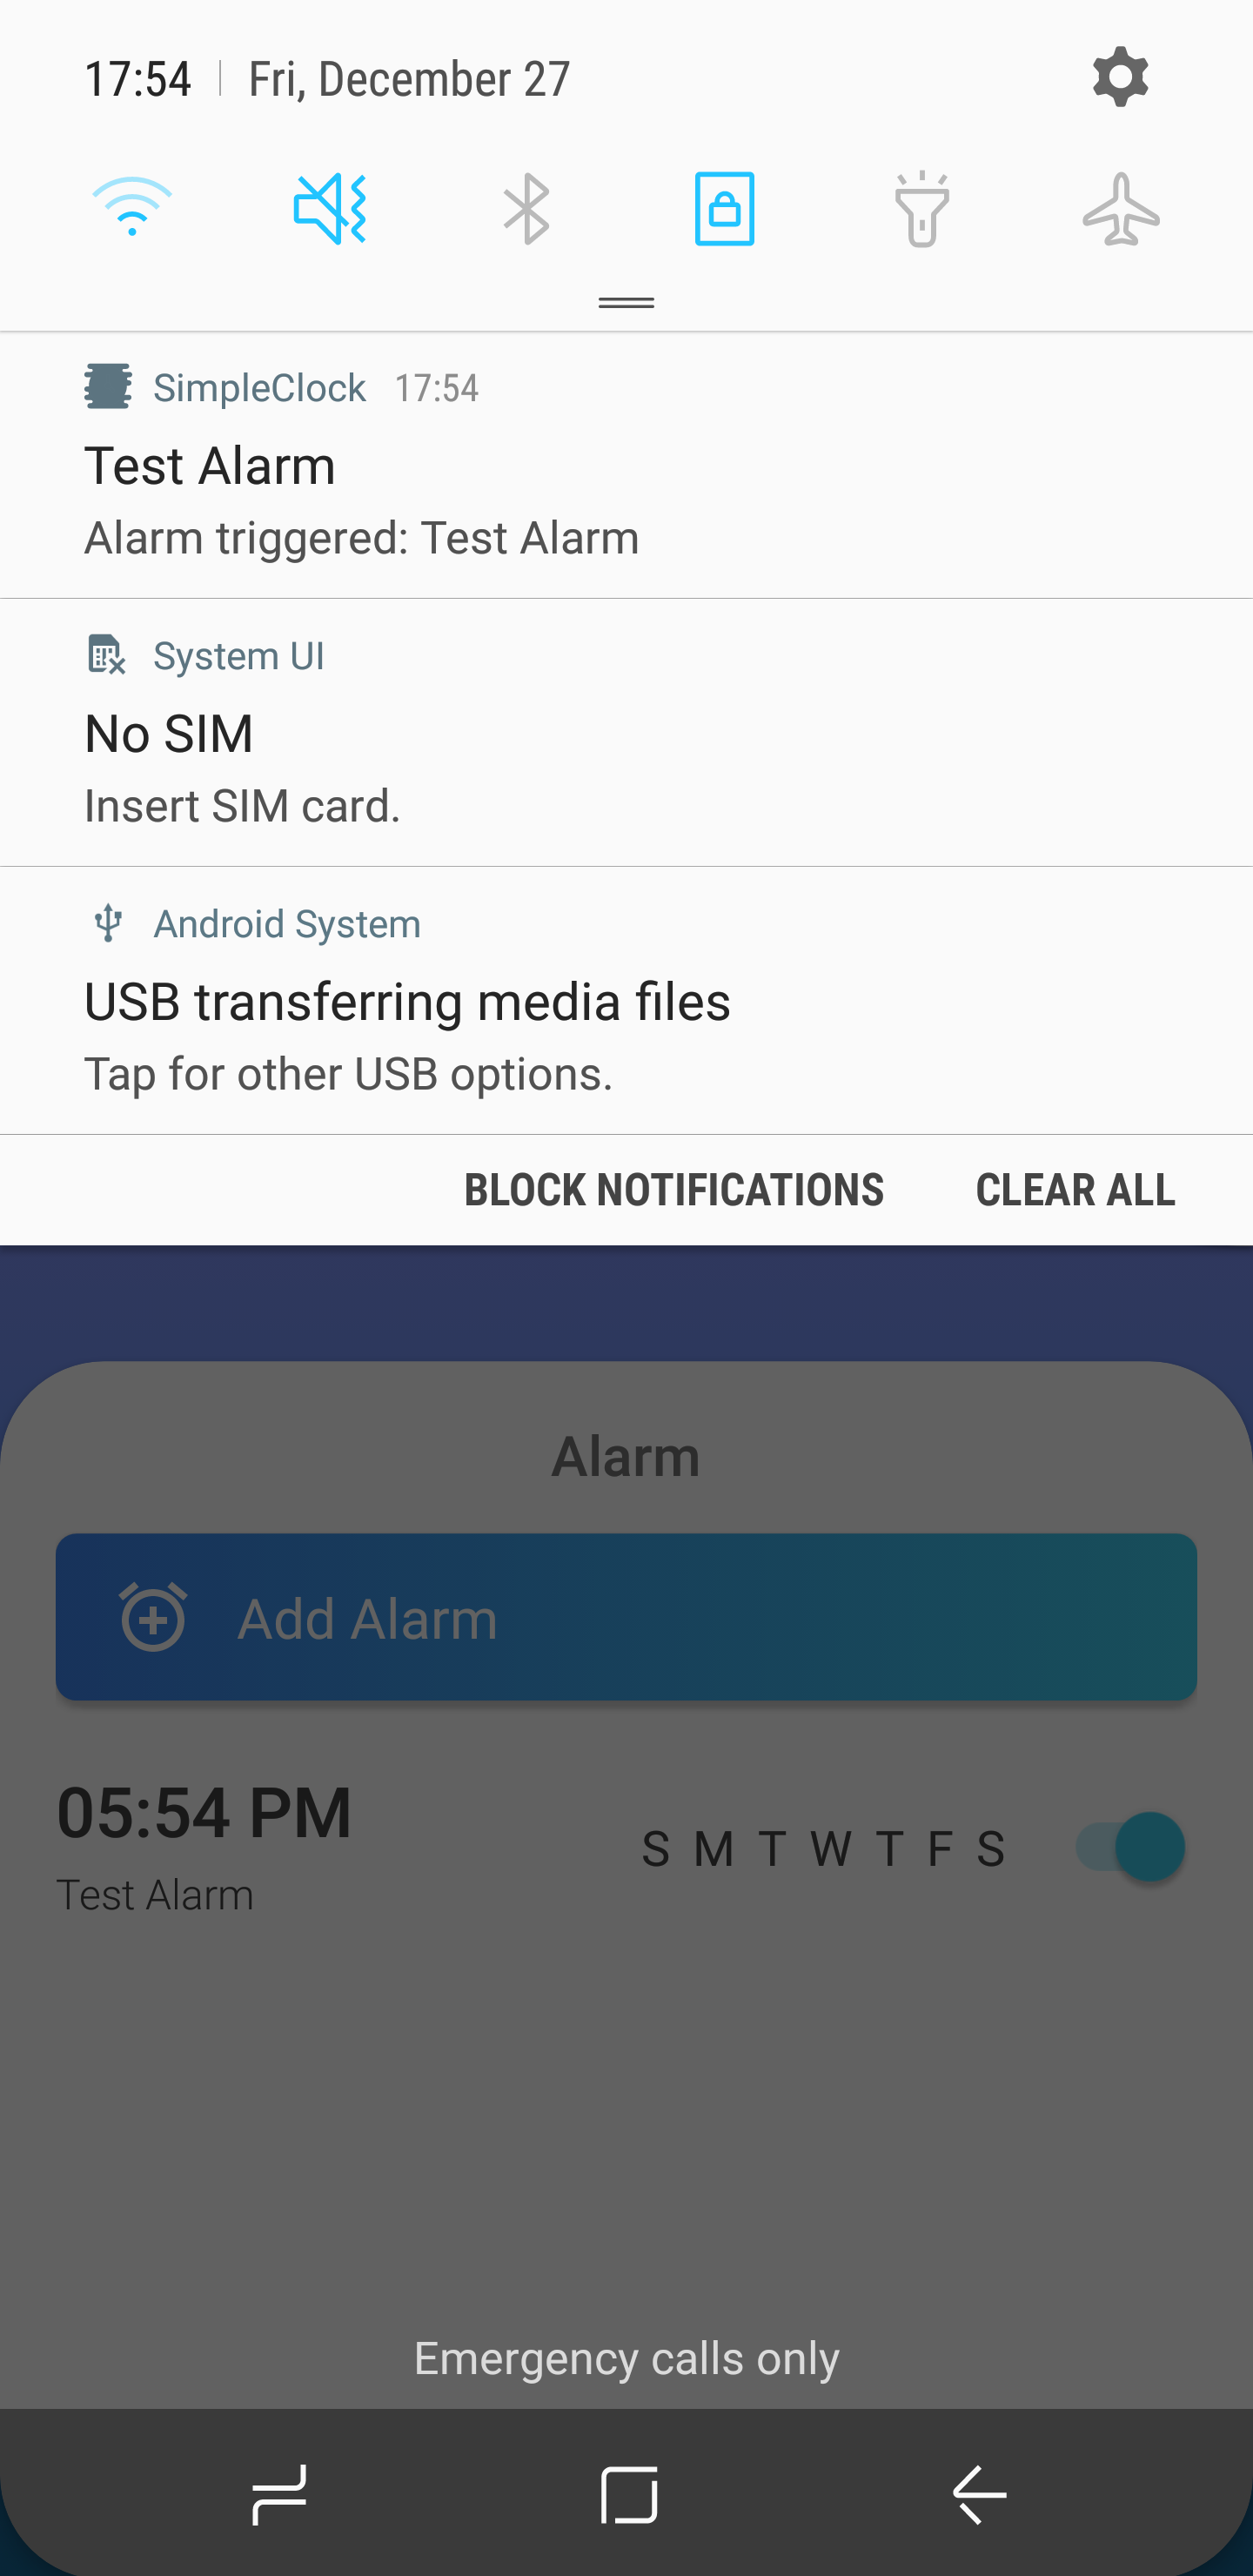 17:54 | Fri, December 27
SimpleClock 17:54
Test Alarm
Alarm triggered: Test Alarm
System UI
No SIM
Insert SIM card.
Android System
USB transferring media files
Tap for other USB options.
BLOCK NOTIFICATIONS CLEAR ALL
Alarm
Add Alarm
05:54 PM
S M T W T F S
Test Alarm
Emergency calls only